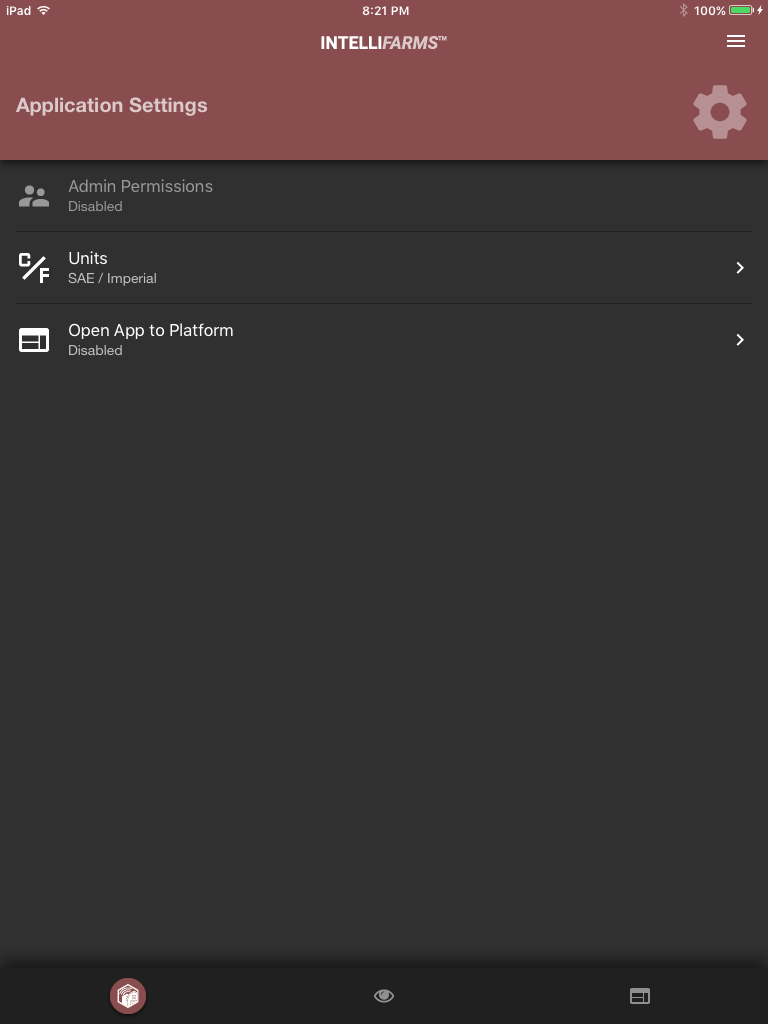 iPad 8:21 PM 100%
INTELLIFARMS™
Application Settings
Admin Permissions
Disabled
C/F
Units
SAE / Imperial
Open App to Platform
Disabled